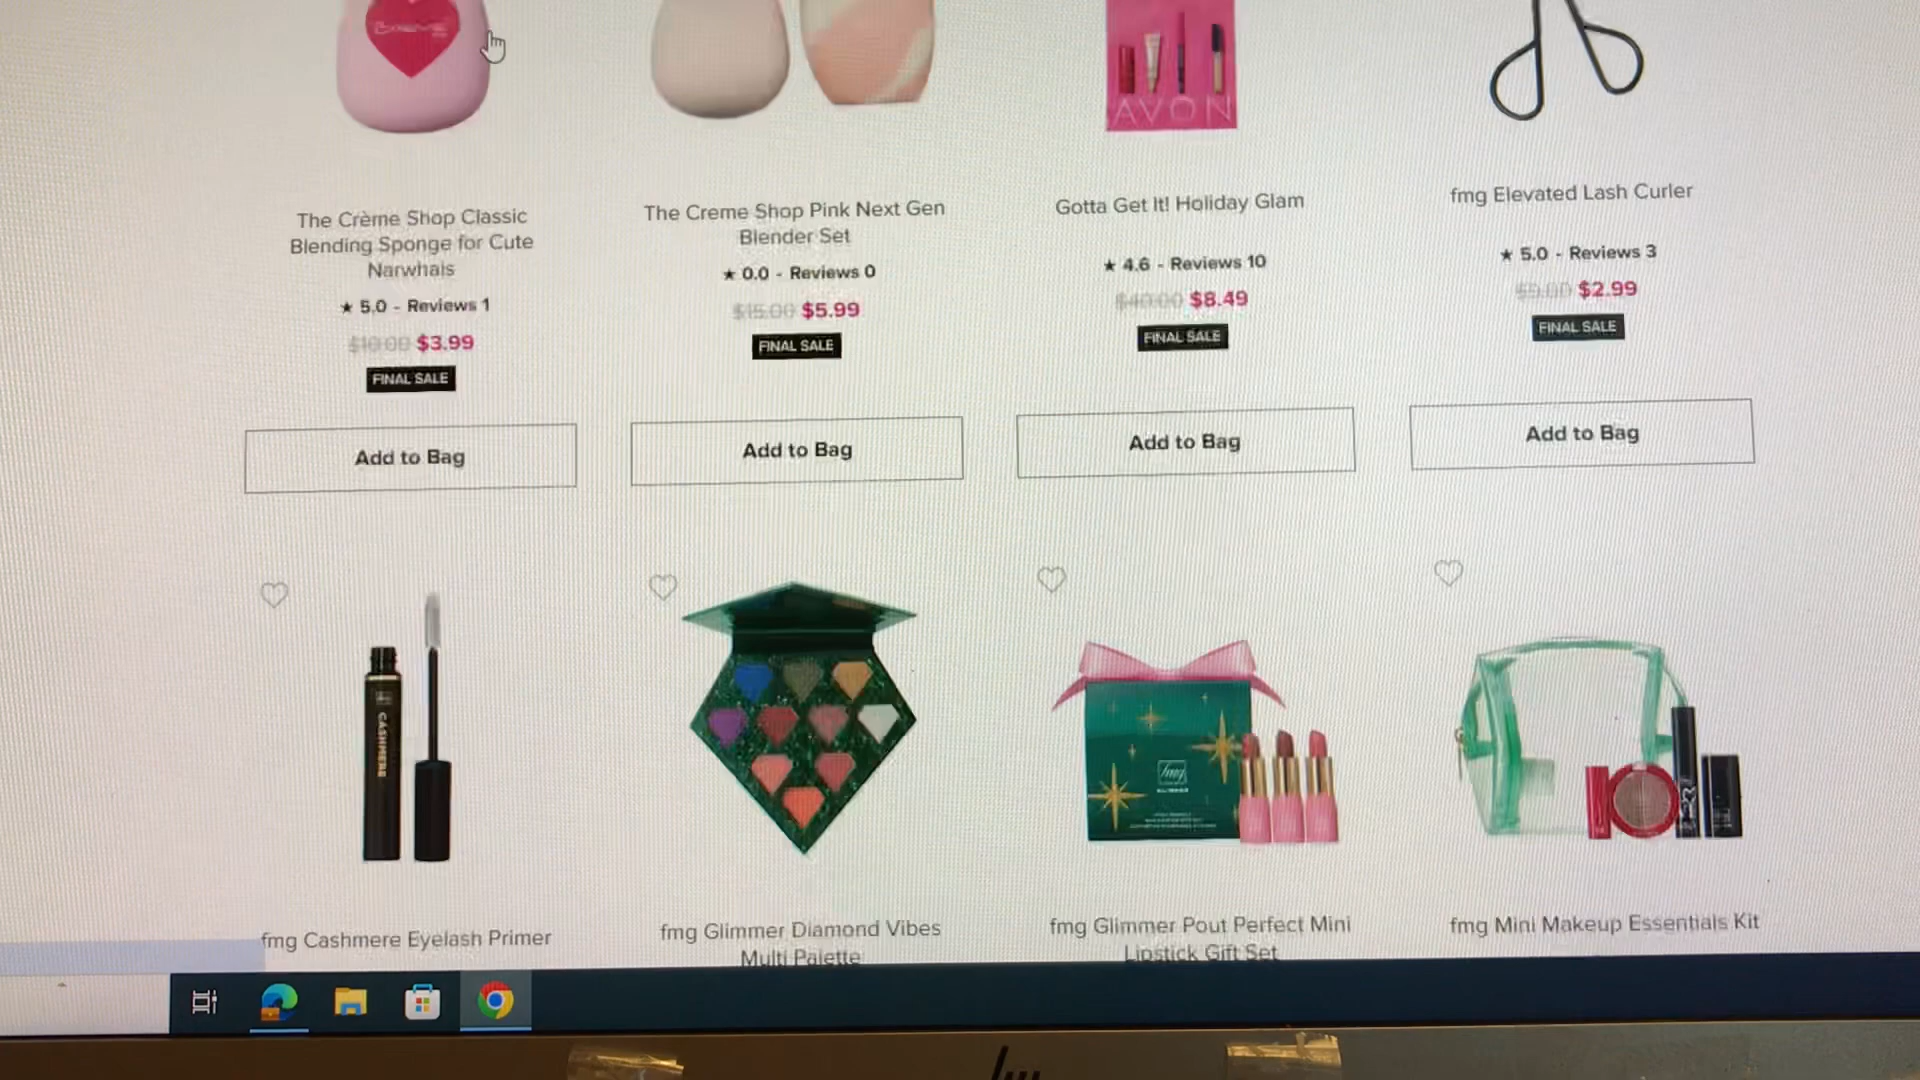 AVON
The Crème Shop Classic
Blending Sponge for Cute
Narwhals
★ 5.0 - Reviews 1
$10.00 $3.99
FINAL SALE
Add to Bag
The Creme Shop Pink Next Gen
Blender Set
★ 0.0 - Reviews 0
$15.00 $5.99
FINAL SALE
Add to Bag
Gotta Get It! Holiday Glam
★ 4.6 - Reviews 10
$40.00 $8.49
FINAL SALE
Add to Bag
fmg Elevated Lash Curler
★ 5.0 - Reviews 3
$9.00 $2.99
FINAL SALE
Add to Bag
CASHMERE
fmg Cashmere Eyelash Primer
fmg Glimmer Diamond Vibes
Multi Palette
fmg
fmg Glimmer Pout Perfect Mini
Lipstick Gift Set
fmg Mini Makeup Essentials Kit